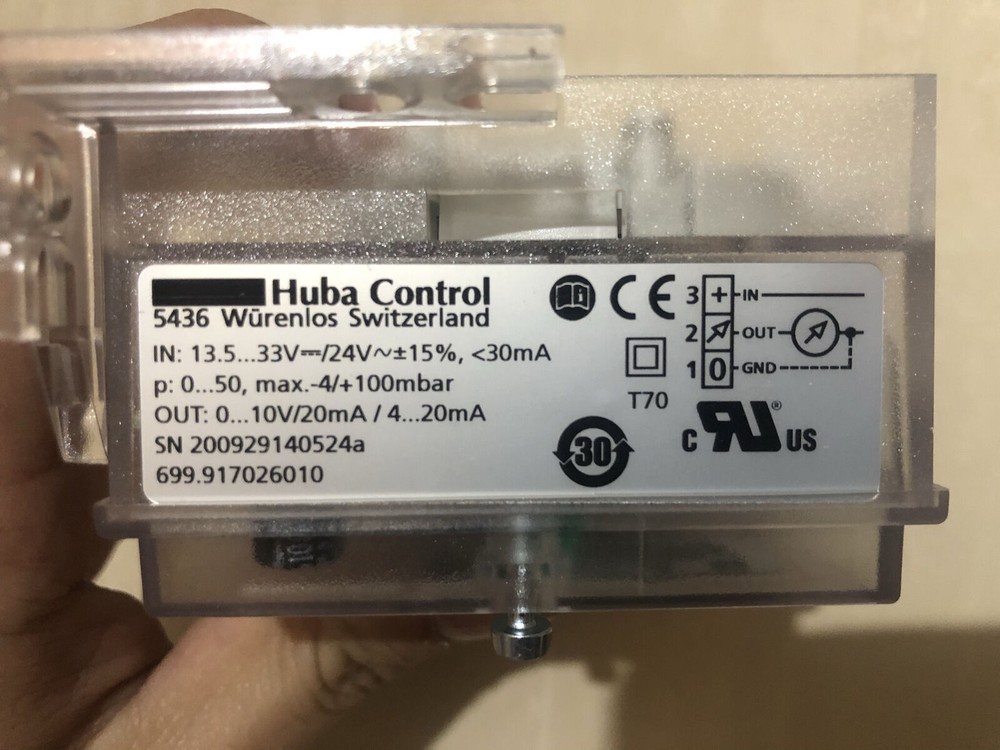 Huba Control
5436 Würenlos Switzerland
IN: 13.5...33V⎓/24V~±15%, <30mA
p: 0...50, max.-4/+100mbar
OUT: 0...10V/20mA / 4...20mA
SN 200929140524a
699.917026010
CE
3 + IN
2 OUT
1 0 GND
T70
30
c RU ® US
10